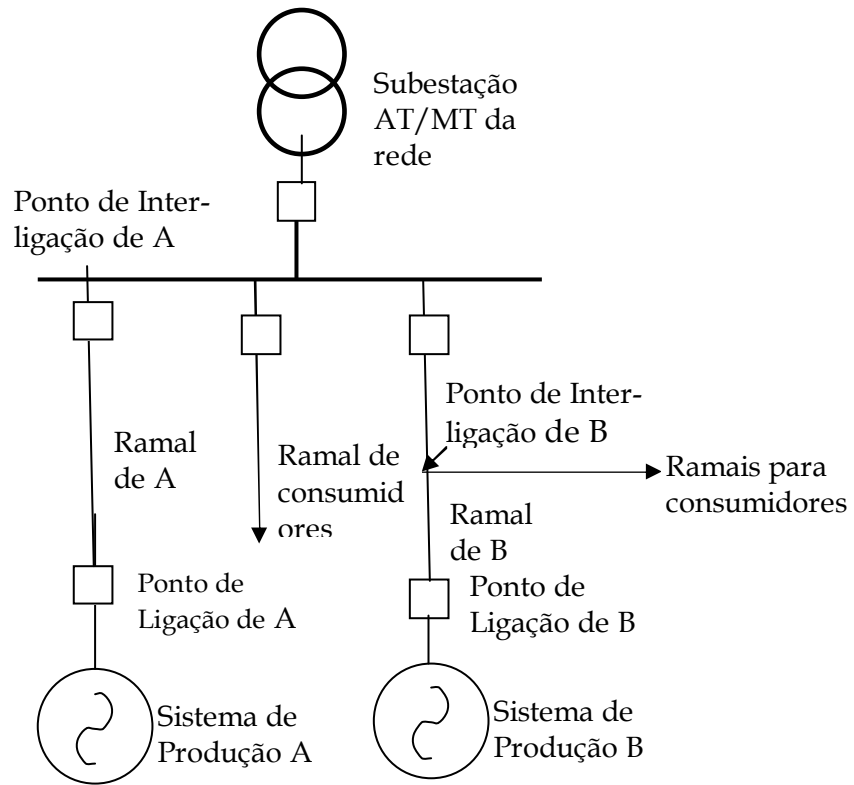 Subestação
AT/MT da
rede
Ponto de Inter-
ligação de A
Ponto de Inter-
ligação de B
Ramal
de A
Ramal de
consumid
ores
Ramais para
consumidores
Ramal
de B
Ponto de
Ligação de A
Ponto de
Ligação de B
Sistema de
Produção A
Sistema de
Produção B